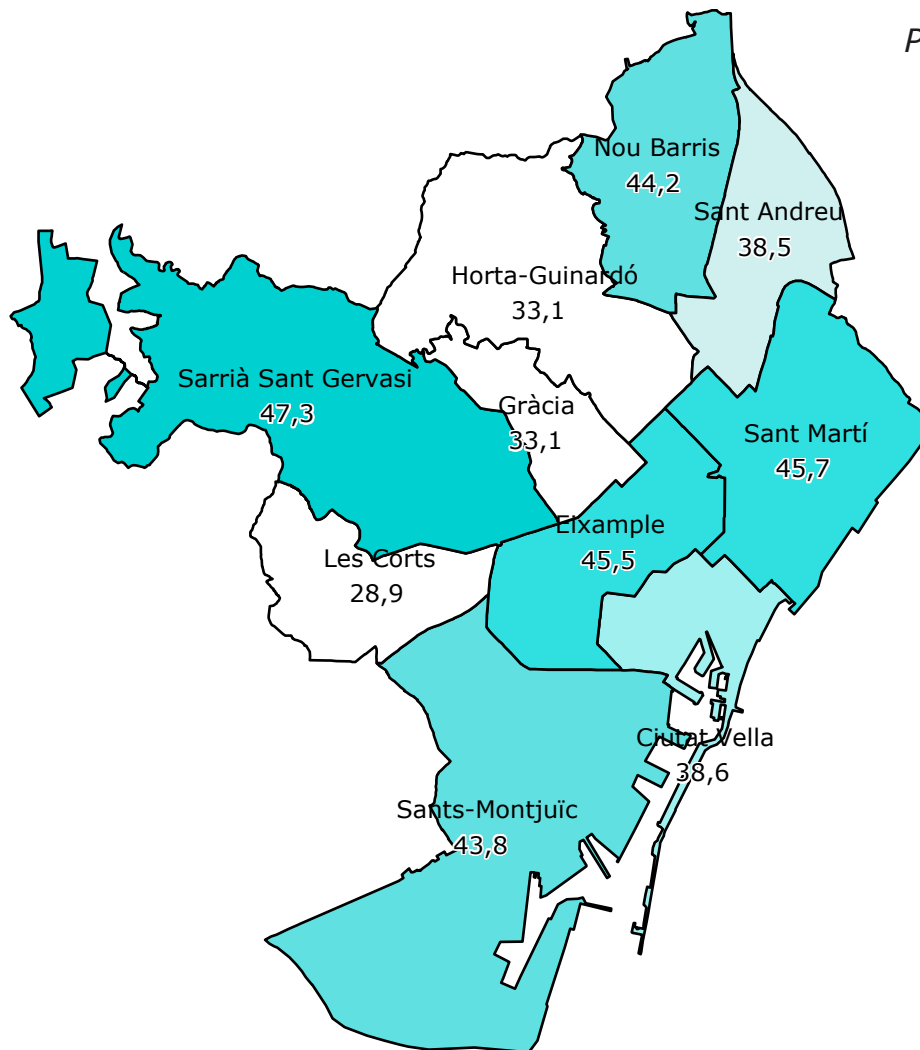 P
Nou Barris
44,2
Sant Andreu
38,5
Horta-Guinardó
33,1
Sarrià Sant Gervasi
47,3
Gràcia
33,1
Sant Martí
45,7
Eixample
45,5
Les Corts
28,9
Ciutat Vella
38,6
Sants-Montjuïc
43,8